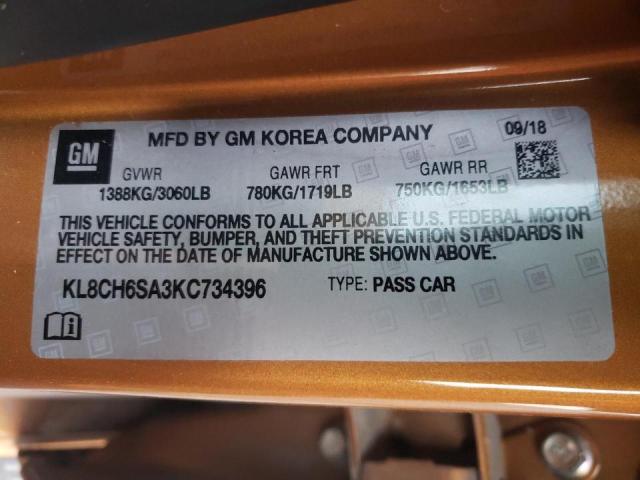 GM MFD BY GM KOREA COMPANY 09/18
GVWR GAWR FRT GAWR RR
1388KG/3060LB 780KG/1719LB 750KG/1653LB
THIS VEHICLE CONFORMS TO ALL APPLICABLE U.S. FEDERAL MOTOR
VEHICLE SAFETY, BUMPER, AND THEFT PREVENTION STANDARDS
IN EFFECT ON THE DATE OF MANUFACTURE SHOWN ABOVE.
KL8CH6SA3KC734396 TYPE: PASS CAR